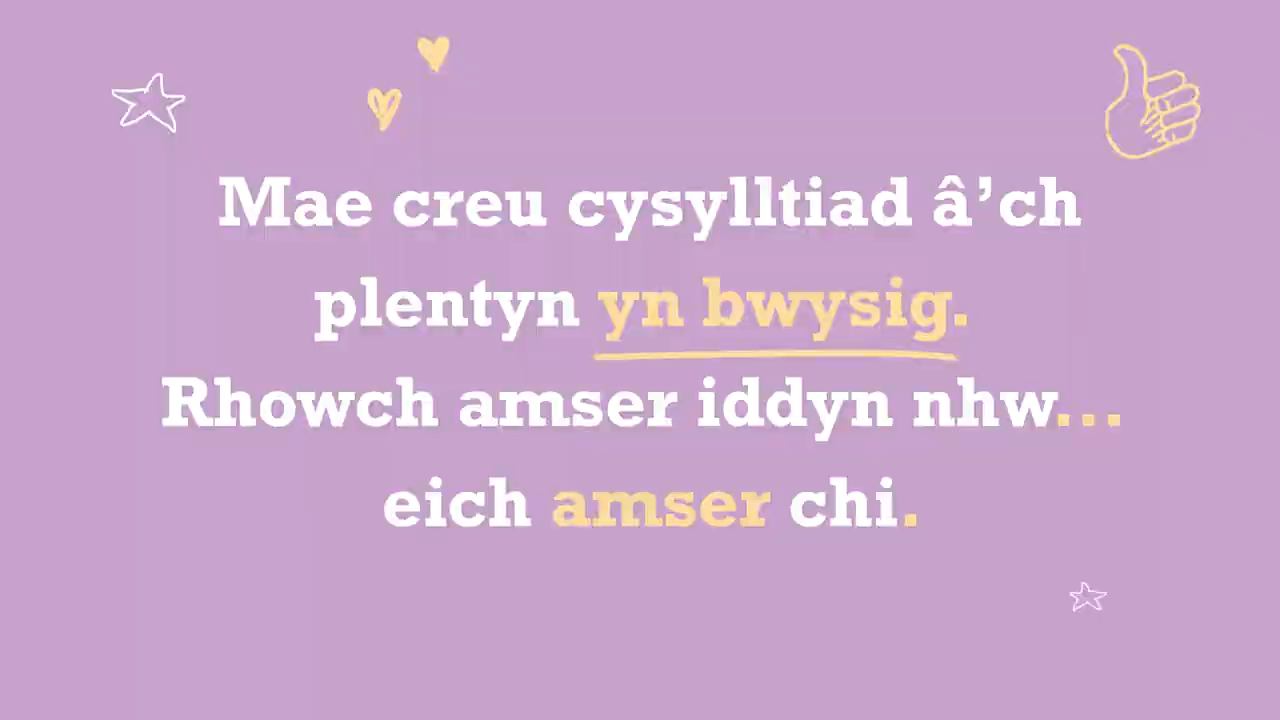 Mae creu cysylltiad â’ch
plentyn yn bwysig.
Rhowch amser iddyn nhw...
eich amser chi.